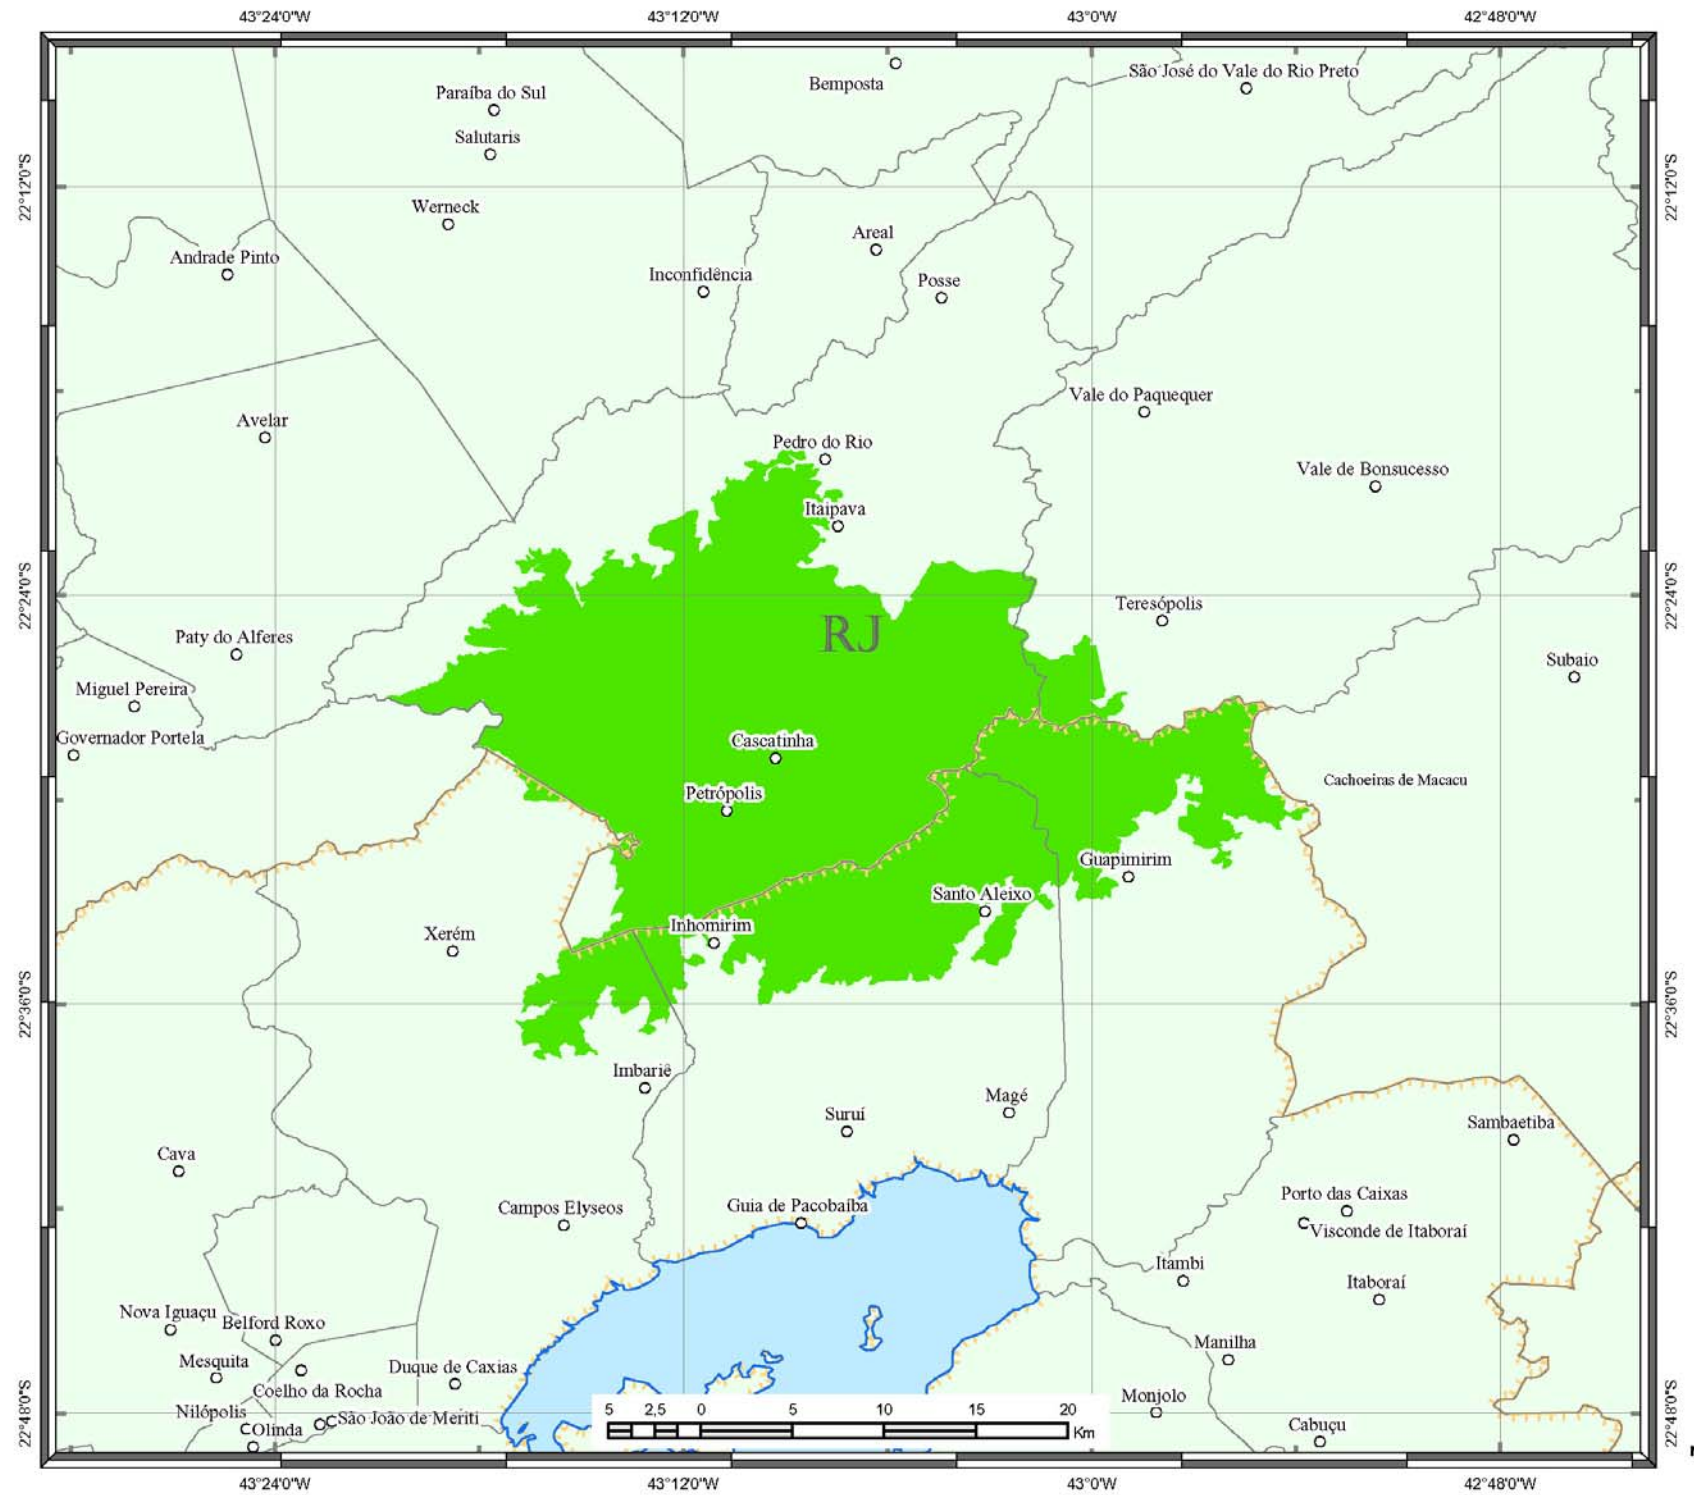 43°24'0"W
43°12'0"W
43°0'0"W
42°48'0"W
Bemposta
São José do Vale do Rio Preto
Paraíba do Sul
Salutaris
22°12'0"S
22°12'0"S
Werneck
Areal
Andrade Pinto
Inconfidência
Posse
Vale do Paquequer
Avelar
Pedro do Rio
Vale de Bonsucesso
Itaipava
22°24'0"S
22°24'0"S
Teresópolis
RJ
Paty do Alferes
Subaio
Miguel Pereira
Governador Portela
Cascatinha
Cachoeiras de Macacu
Petrópolis
Guapimirim
Santo Aleixo
Inhomirim
Xerém
22°36'0"S
22°36'0"S
Imbariê
Magé
Suruí
Sambaetiba
Cava
Porto das Caixas
Campos Elyseos
Guia de Pacobaíba
Visconde de Itaboraí
Itambi
Itaboraí
Nova Iguaçu
Belford Roxo
Manilha
Mesquita
Duque de Caxias
Coelho da Rocha
Monjolo
Nilópolis
São João de Meriti
Olinda
Cabuçu
22°48'0"S
22°48'0"S
5 2,5 0 5 10 15 20
Km
43°24'0"W
43°12'0"W
43°0'0"W
42°48'0"W